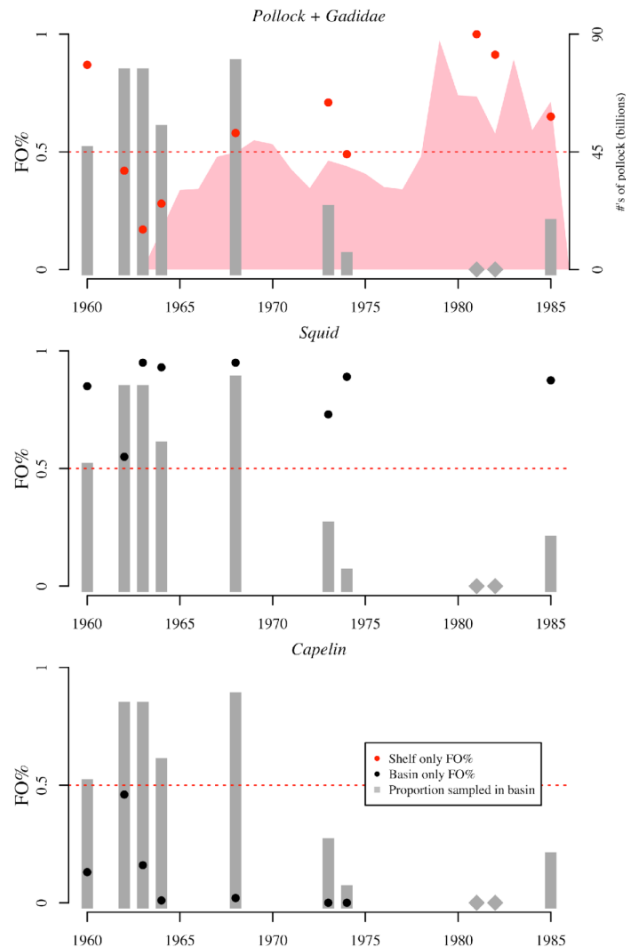 Pollock + Gadidae
1
0.5
0
FO%
90
45
0
#'s of pollock (billions)
1960 1965 1970 1975 1980 1985
Squid
1
0.5
0
FO%
1960 1965 1970 1975 1980 1985
Capelin
1
0.5
0
FO%
Shelf only FO%
Basin only FO%
Proportion sampled in basin
1960 1965 1970 1975 1980 1985